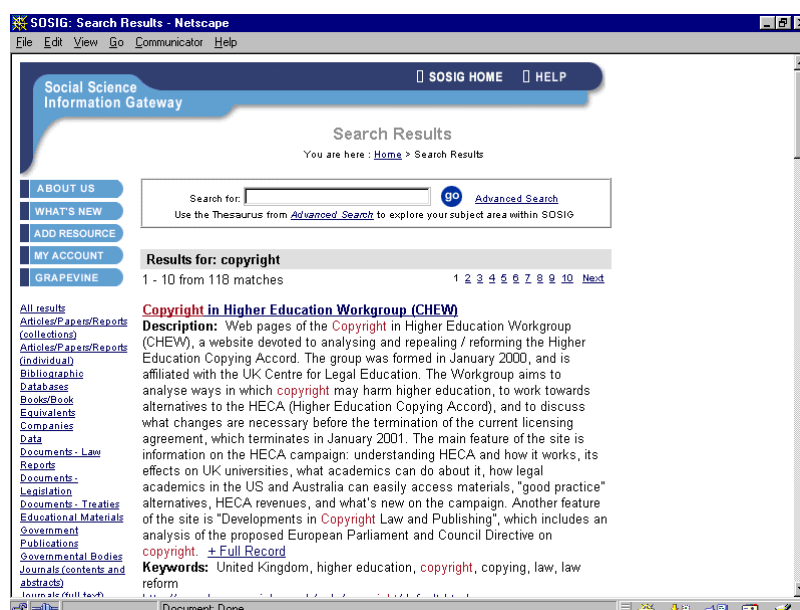 SOSIG: Search Results - Netscape
File Edit View Go Communicator Help
SOSIG HOME HELP
Social Science
Information Gateway
Search Results
You are here : Home > Search Results
ABOUT US
WHAT'S NEW
ADD RESOURCE
MY ACCOUNT
GRAPEVINE
Search for: go Advanced Search
Use the Thesaurus from Advanced Search to explore your subject area within SOSIG
Results for: copyright
1 - 10 from 118 matches 1 2 3 4 5 6 7 8 9 10 Next
All results
Articles/Papers/Reports
(collections)
Articles/Papers/Reports
(individual)
Bibliographic
Databases
Books/Book
Equivalents
Companies
Data
Documents - Law
Reports
Documents -
Legislation
Documents - Treaties
Educational Materials
Government
Publications
Governmental Bodies
Journals (contents and
abstracts)
Journals (full text)
Copyright in Higher Education Workgroup (CHEW)
Description: Web pages of the Copyright in Higher Education Workgroup
(CHEW), a website devoted to analysing and repealing / reforming the Higher
Education Copying Accord. The group was formed in January 2000, and is
affiliated with the UK Centre for Legal Education. The Workgroup aims to
analyse ways in which copyright may harm higher education, to work towards
alternatives to the HECA (Higher Education Copying Accord), and to discuss
what changes are necessary before the termination of the current licensing
agreement, which terminates in January 2001. The main feature of the site is
information on the HECA campaign: understanding HECA and how it works, its
effects on UK universities, what academics can do about it, how legal
academics in the US and Australia can easily access materials, "good practice"
alternatives, HECA revenues, and what's new on the campaign. Another feature
of the site is "Developments in Copyright Law and Publishing", which includes an
analysis of the proposed European Parliament and Council Directive on
copyright. + Full Record
Keywords: United Kingdom, higher education, copyright, copying, law, law
reform
Document: Done